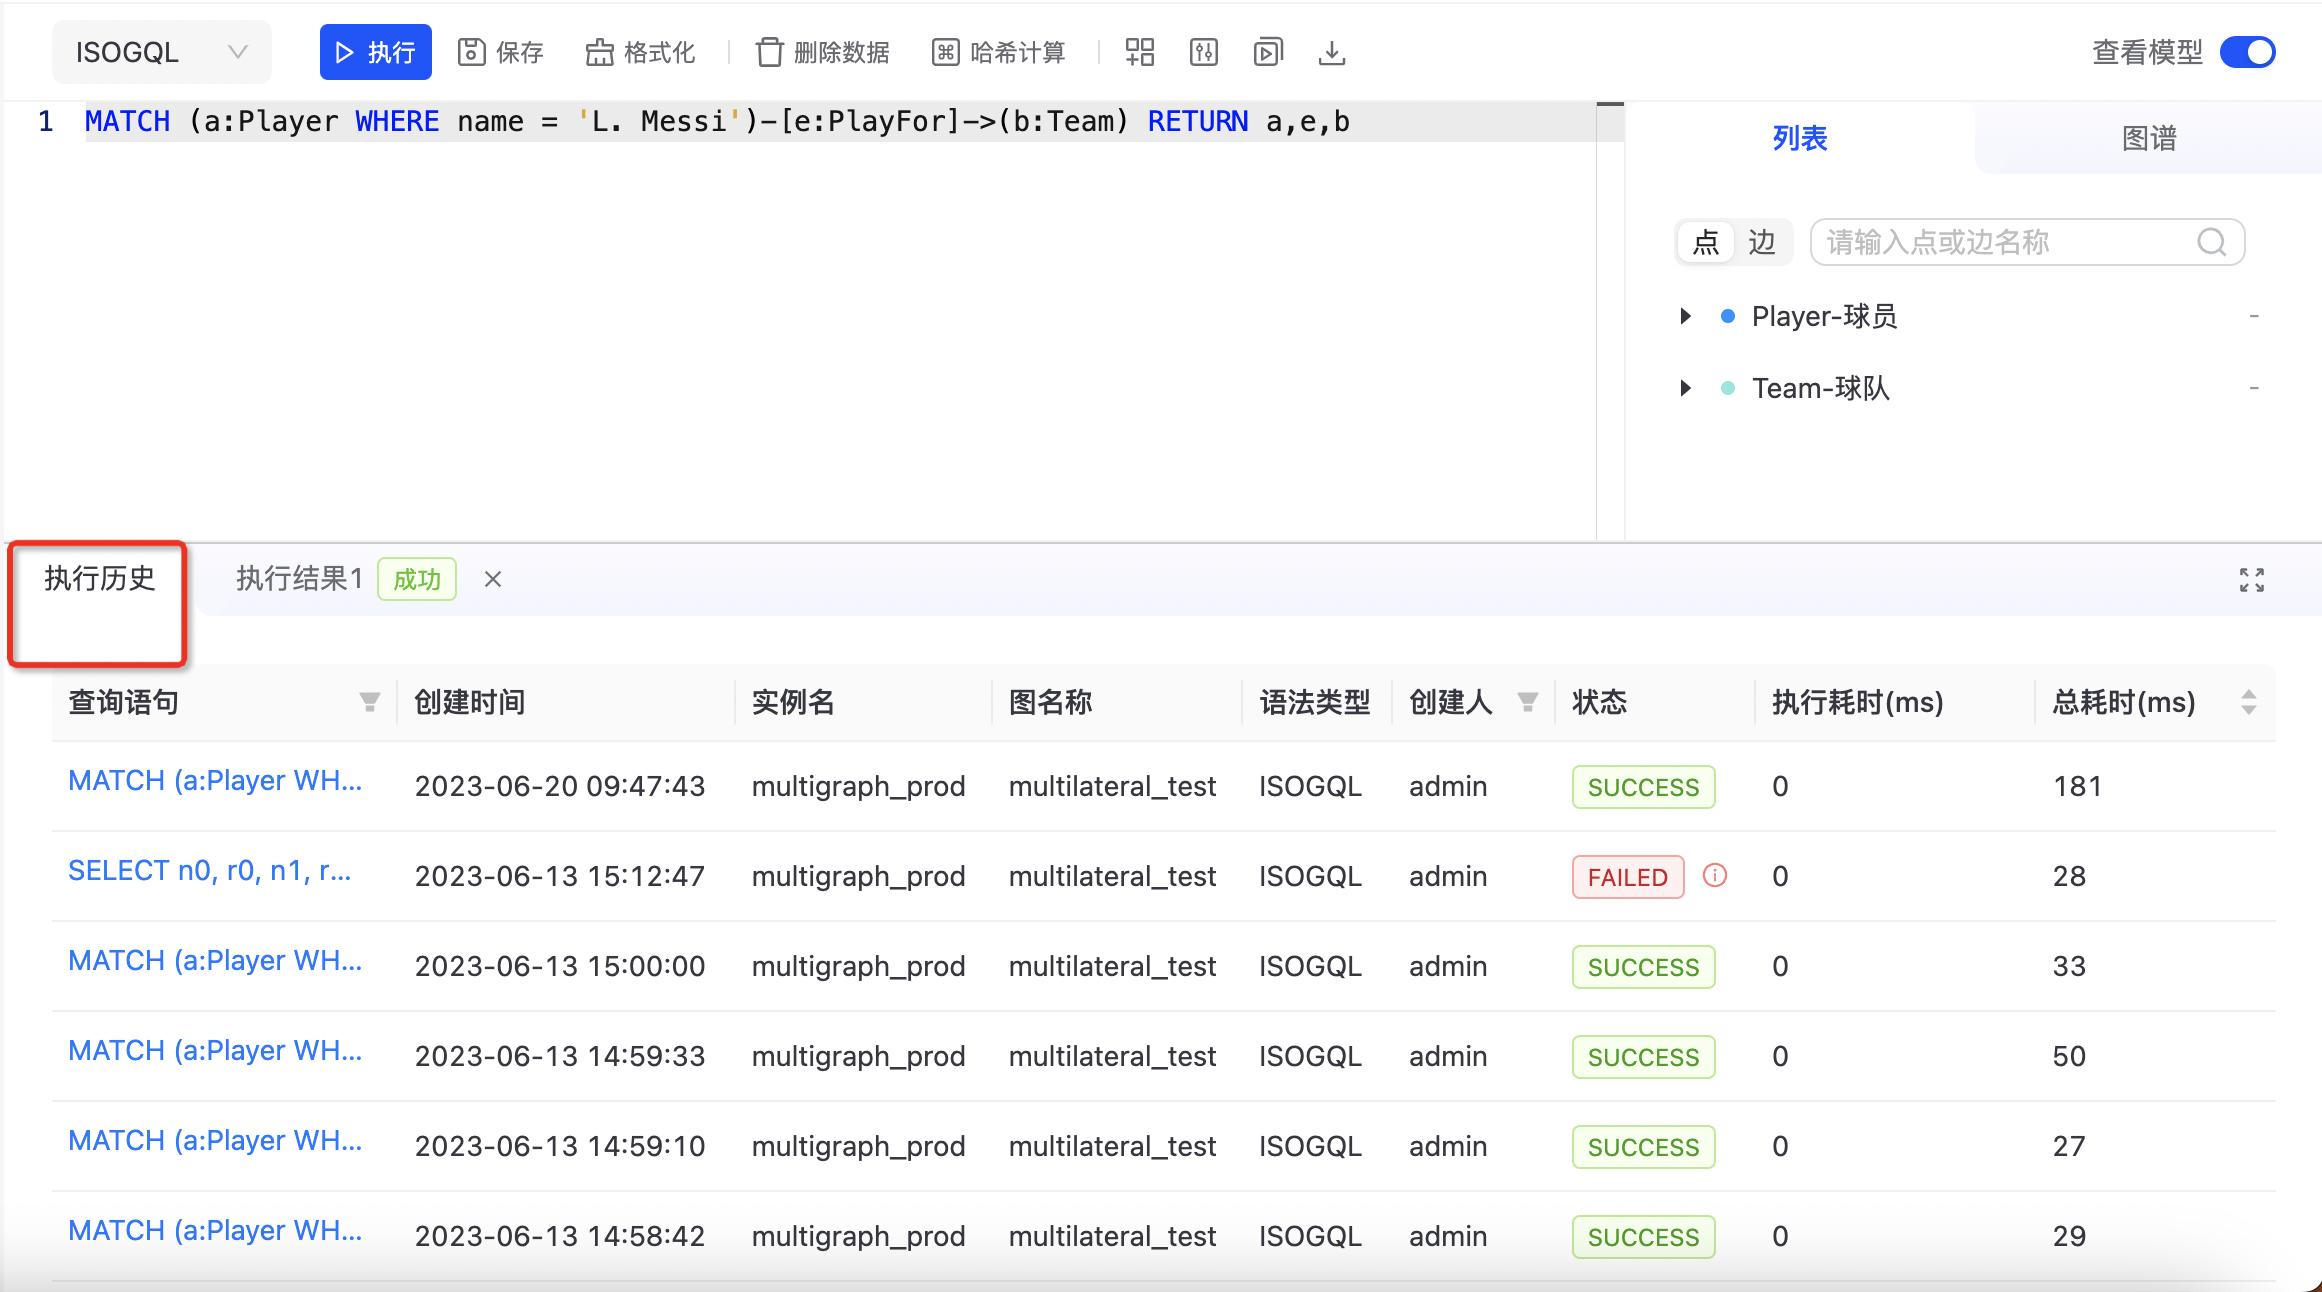 ISOGQL 执行 保存 格式化 删除数据 哈希计算 查看模型
1 MATCH (a:Player WHERE name = 'L. Messi')-[e:PlayFor]->(b:Team) RETURN a,e,b
列表 图谱
点 边 请输入点或边名称
Player-球员 -
Team-球队 -
执行历史 执行结果1 成功
查询语句 创建时间 实例名 图名称 语法类型 创建人 状态 执行耗时(ms) 总耗时(ms)
MATCH (a:Player WH... 2023-06-20 09:47:43 multigraph_prod multilateral_test ISOGQL admin SUCCESS 0 181
SELECT n0, r0, n1, r... 2023-06-13 15:12:47 multigraph_prod multilateral_test ISOGQL admin FAILED 0 28
MATCH (a:Player WH... 2023-06-13 15:00:00 multigraph_prod multilateral_test ISOGQL admin SUCCESS 0 33
MATCH (a:Player WH... 2023-06-13 14:59:33 multigraph_prod multilateral_test ISOGQL admin SUCCESS 0 50
MATCH (a:Player WH... 2023-06-13 14:59:10 multigraph_prod multilateral_test ISOGQL admin SUCCESS 0 27
MATCH (a:Player WH... 2023-06-13 14:58:42 multigraph_prod multilateral_test ISOGQL admin SUCCESS 0 29